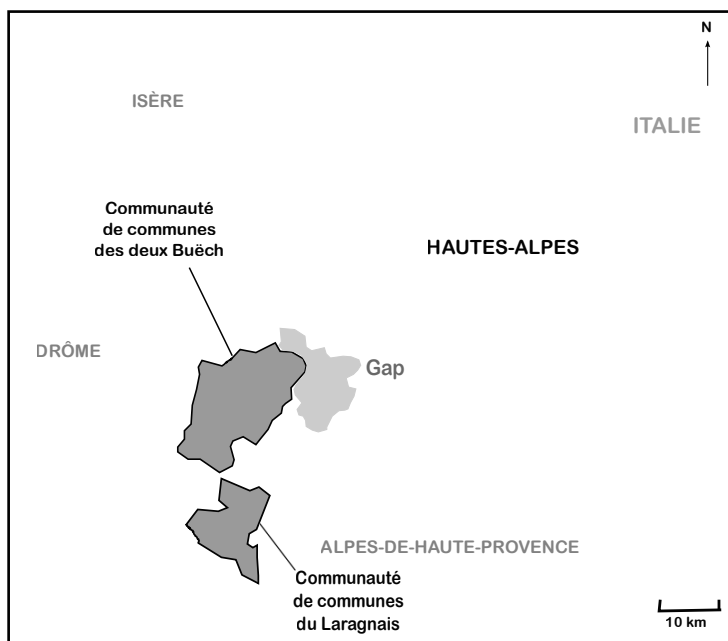 N
ISÈRE
ITALIE
Communauté
de communes
des deux Buëch
HAUTES-ALPES
DRÔME
Gap
ALPES-DE-HAUTE-PROVENCE
Communauté
de communes
du Laragnais
10 km